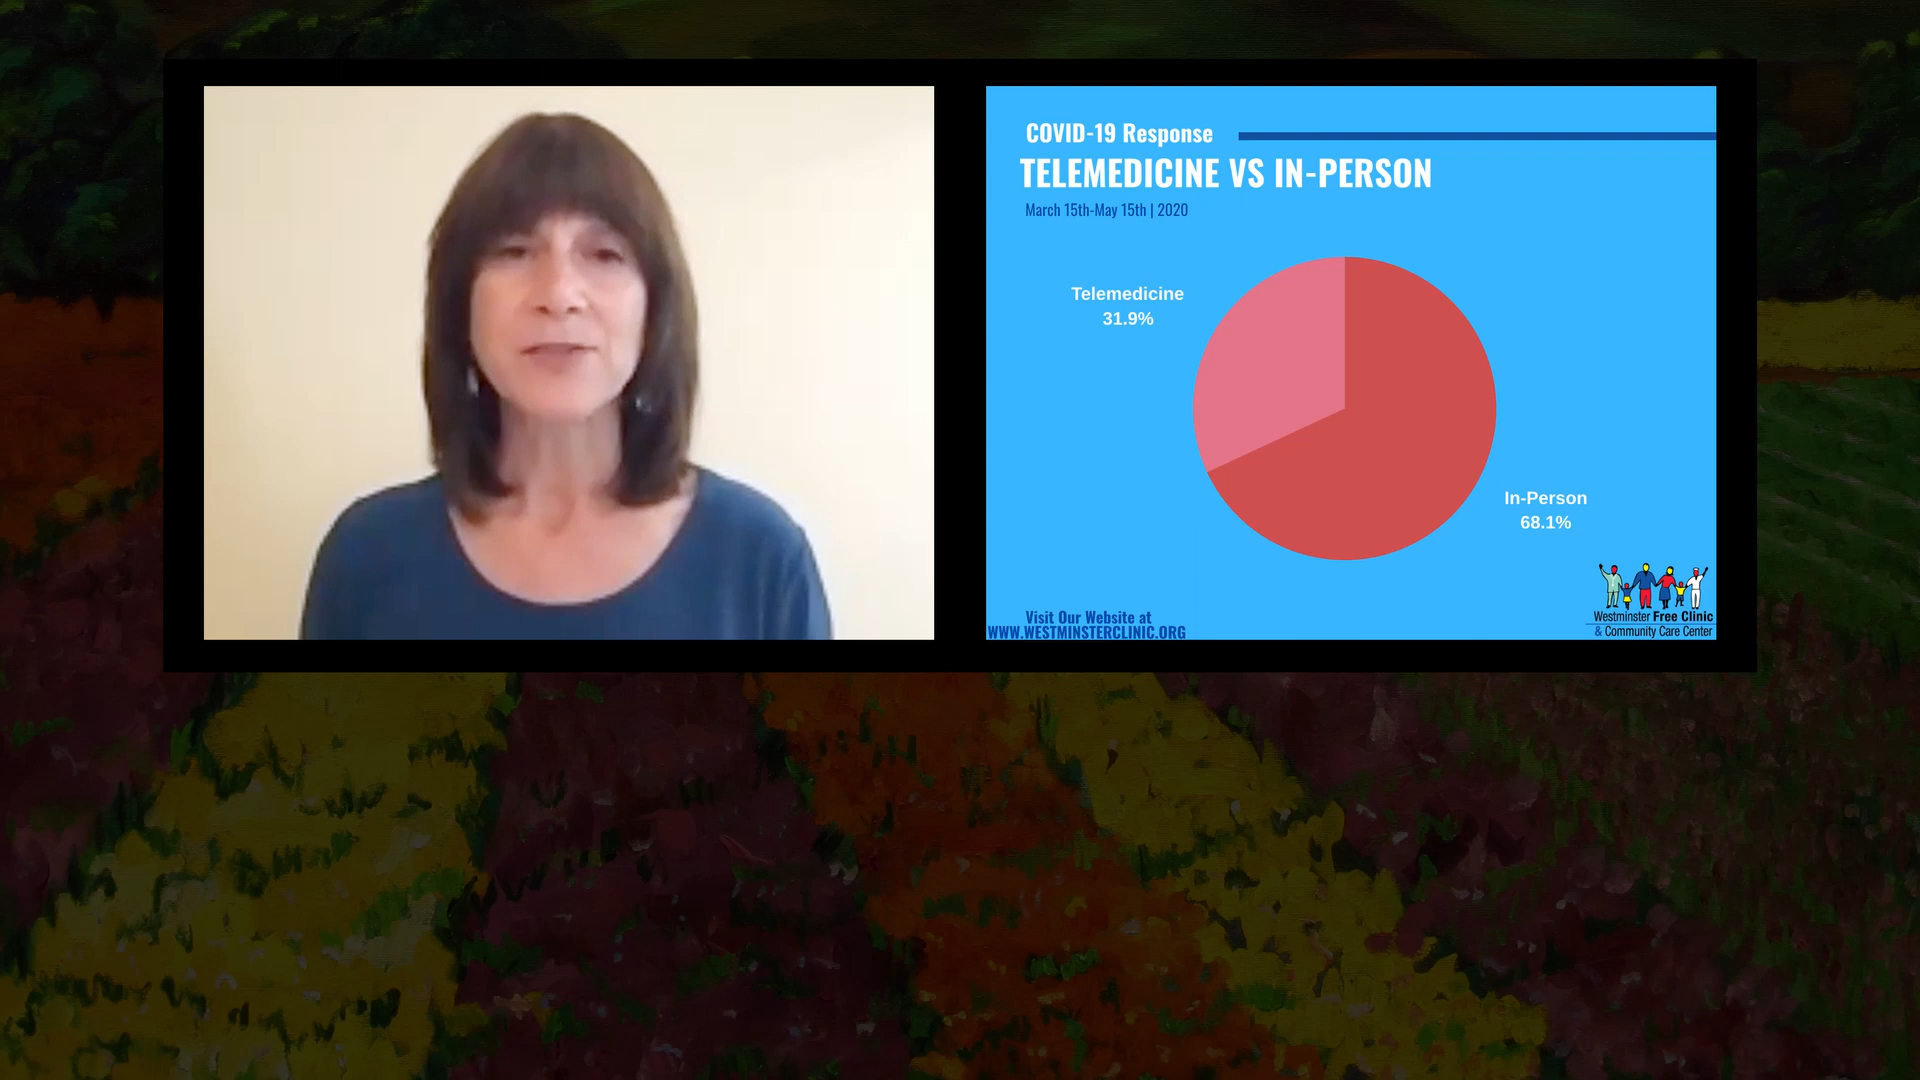 COVID-19 Response
TELEMEDICINE VS IN-PERSON
March 15th-May 15th | 2020
Telemedicine
31.9%
In-Person
68.1%
Visit Our Website at
WWW.WESTMINSTERCLINIC.ORG
Westminster Free Clinic
& Community Care Center